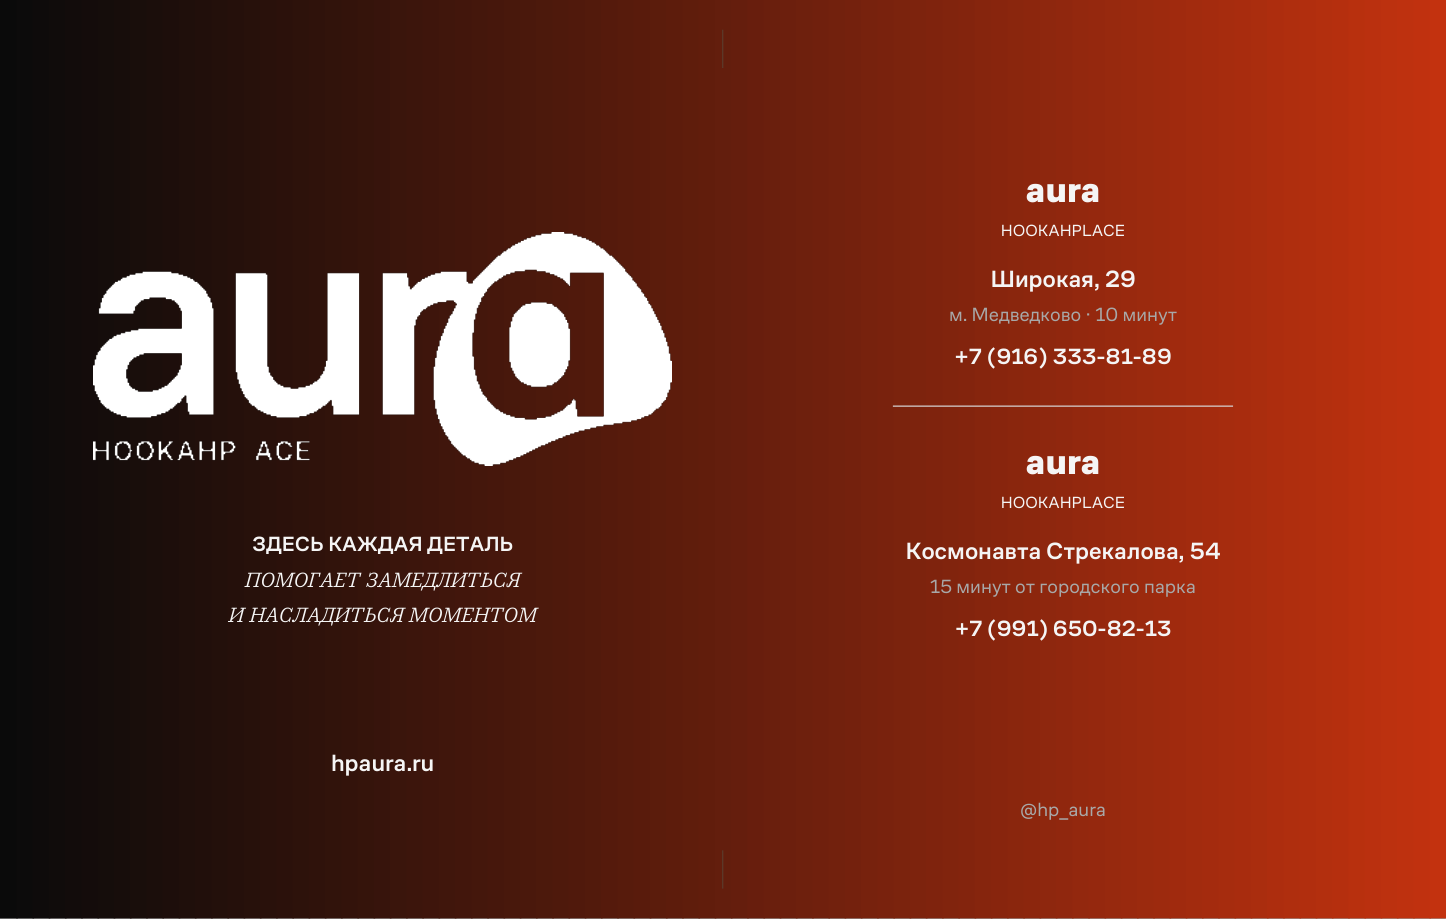 aura
HOOKAHP ACE
ЗДЕСЬ КАЖДАЯ ДЕТАЛЬ
ПОМОГАЕТ ЗАМЕДЛИТЬСЯ
И НАСЛАДИТЬСЯ МОМЕНТОМ
hpaura.ru
aura
HOOKAHPLACE
Широкая, 29
м. Медведково · 10 минут
+7 (916) 333-81-89
aura
HOOKAHPLACE
Космонавта Стрекалова, 54
15 минут от городского парка
+7 (991) 650-82-13
@hp_aura